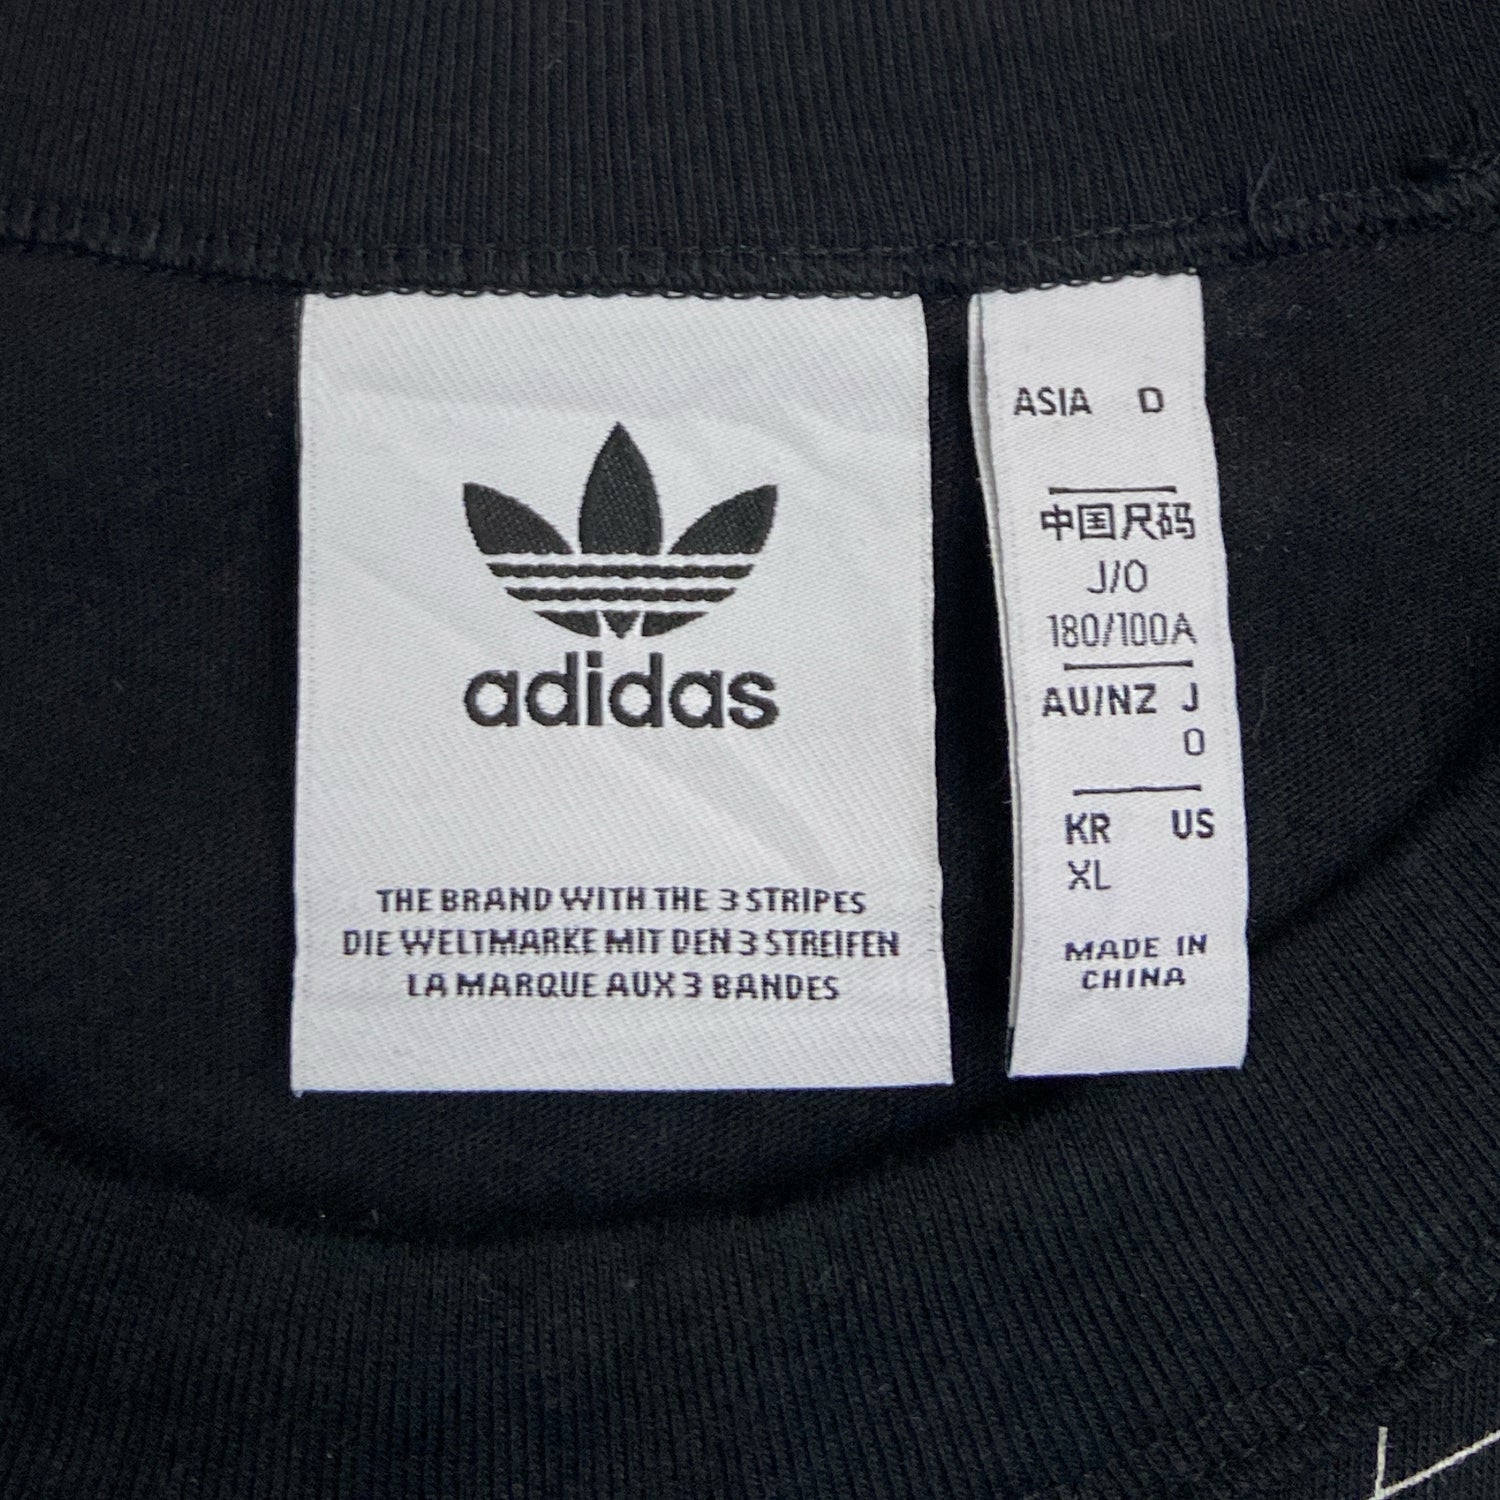 adidas
THE BRAND WITH THE 3 STRIPES
DIE WELTMARKE MIT DEN 3 STREIFEN
LA MARQUE AUX 3 BANDES
ASIA D
中国尺码
J/O
180/100A
AU/NZ J
O
KR US
XL
MADE IN
CHINA